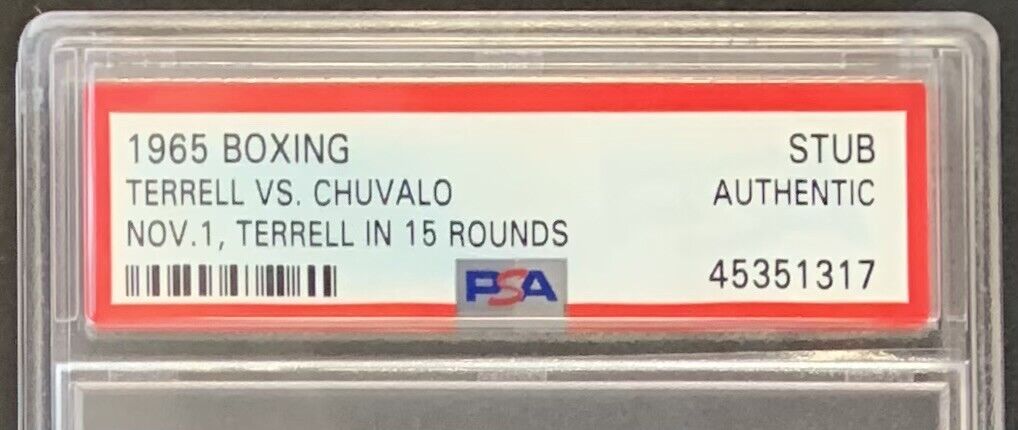 1965 BOXING STUB
TERRELL VS. CHUVALO AUTHENTIC
NOV.1, TERRELL IN 15 ROUNDS
PSA 45351317